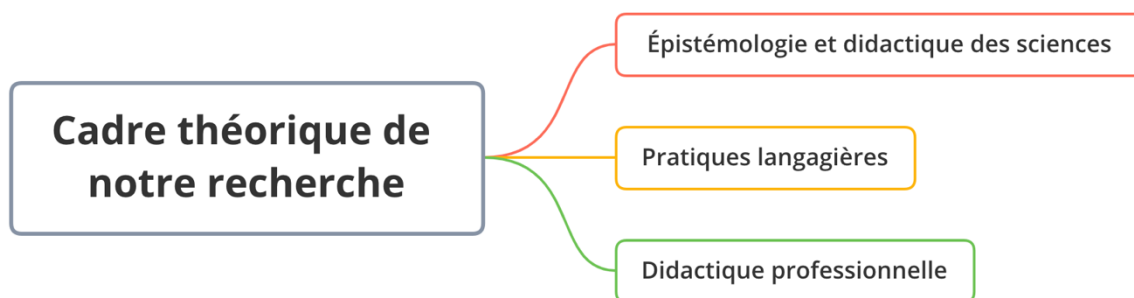 Cadre théorique de
notre recherche
Épistémologie et didactique des sciences
Pratiques langagières
Didactique professionnelle